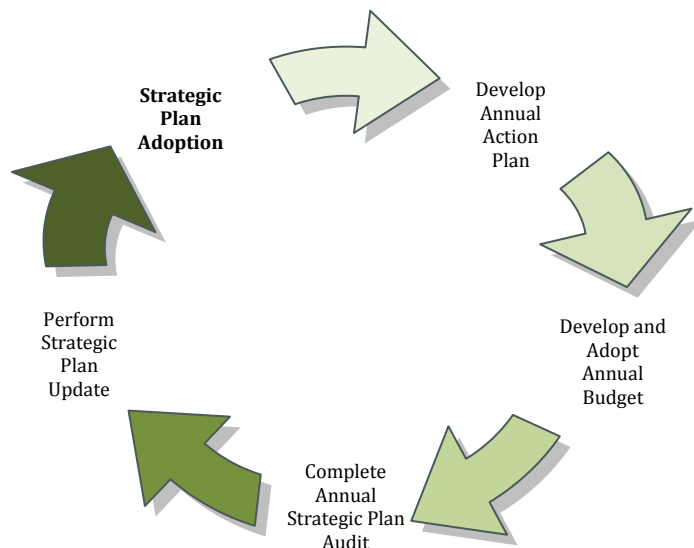 Strategic
Plan
Adoption
Develop
Annual
Action
Plan
Develop and
Adopt
Annual
Budget
Complete
Annual
Strategic Plan
Audit
Perform
Strategic
Plan
Update